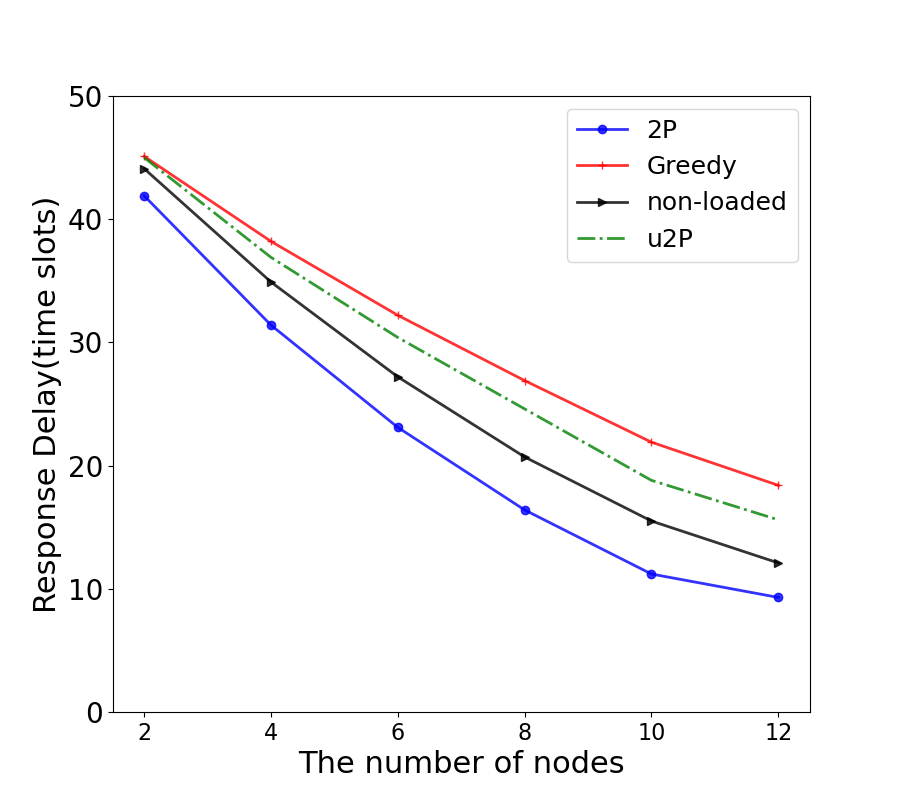 50
40
30
20
10
0
Response Delay(time slots)
2P
Greedy
non-loaded
u2P
2 4 6 8 10 12
The number of nodes